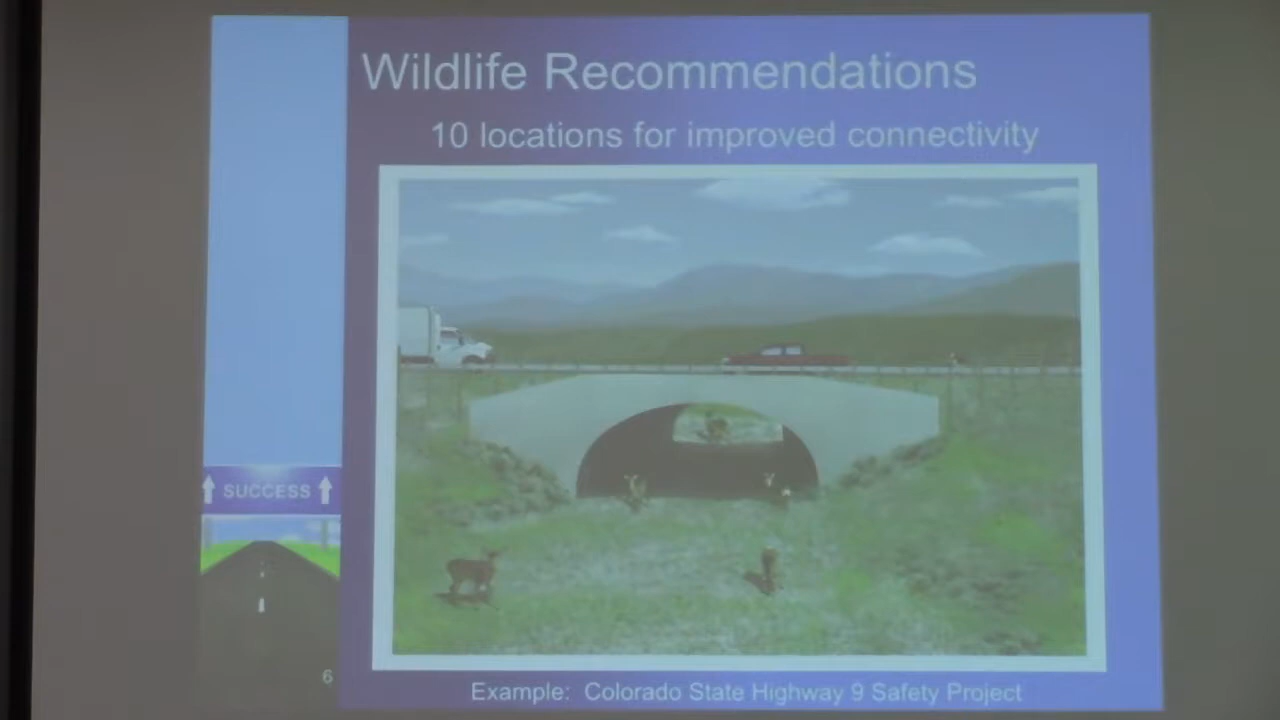 Wildlife Recommendations
10 locations for improved connectivity
SUCCESS
6
Example: Colorado State Highway 9 Safety Project